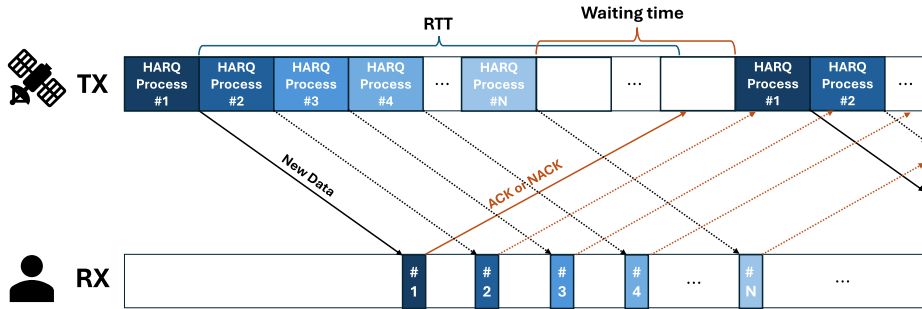 Waiting time
RTT
TX
HARQ Process #1
HARQ Process #2
HARQ Process #3
HARQ Process #4
...
HARQ Process #N
...
HARQ Process #1
HARQ Process #2
...
New Data
ACK or NACK
RX
# 1
# 2
# 3
# 4
...
# N
...